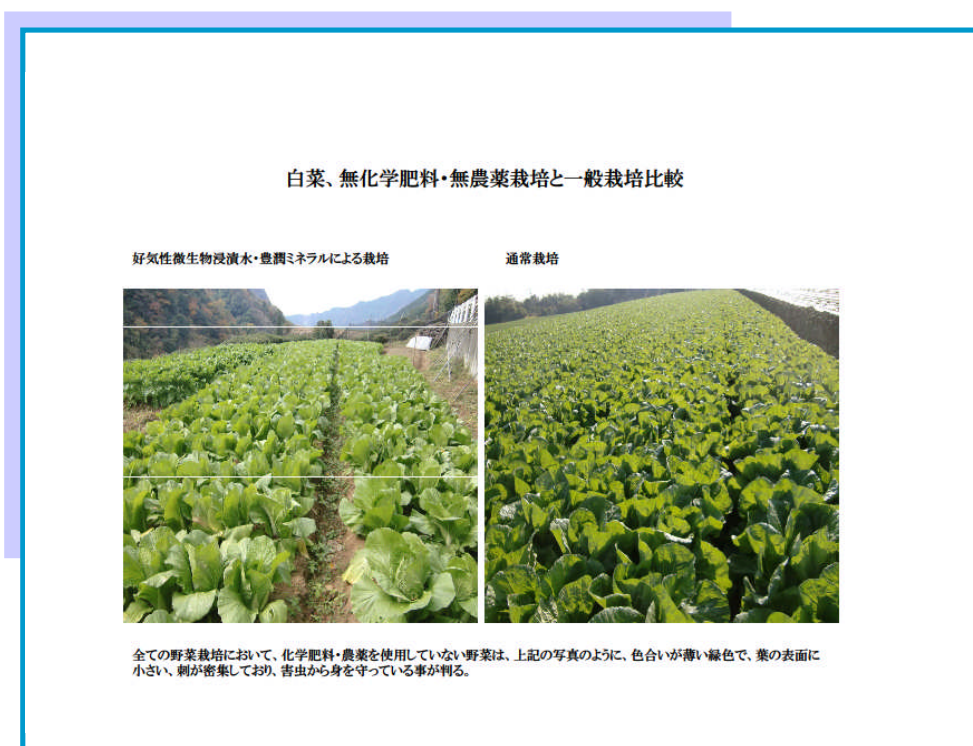 白菜、無化学肥料・無農薬栽培と一般栽培比較
好気性微生物浸漬水・豊潤ミネラルによる栽培
通常栽培
全ての野菜栽培において、化学肥料・農薬を使用していない野菜は、上記の写真のように、色合いが薄い緑色で、葉の表面に
小さい、刺が密集しており、害虫から身を守っている事が判る。